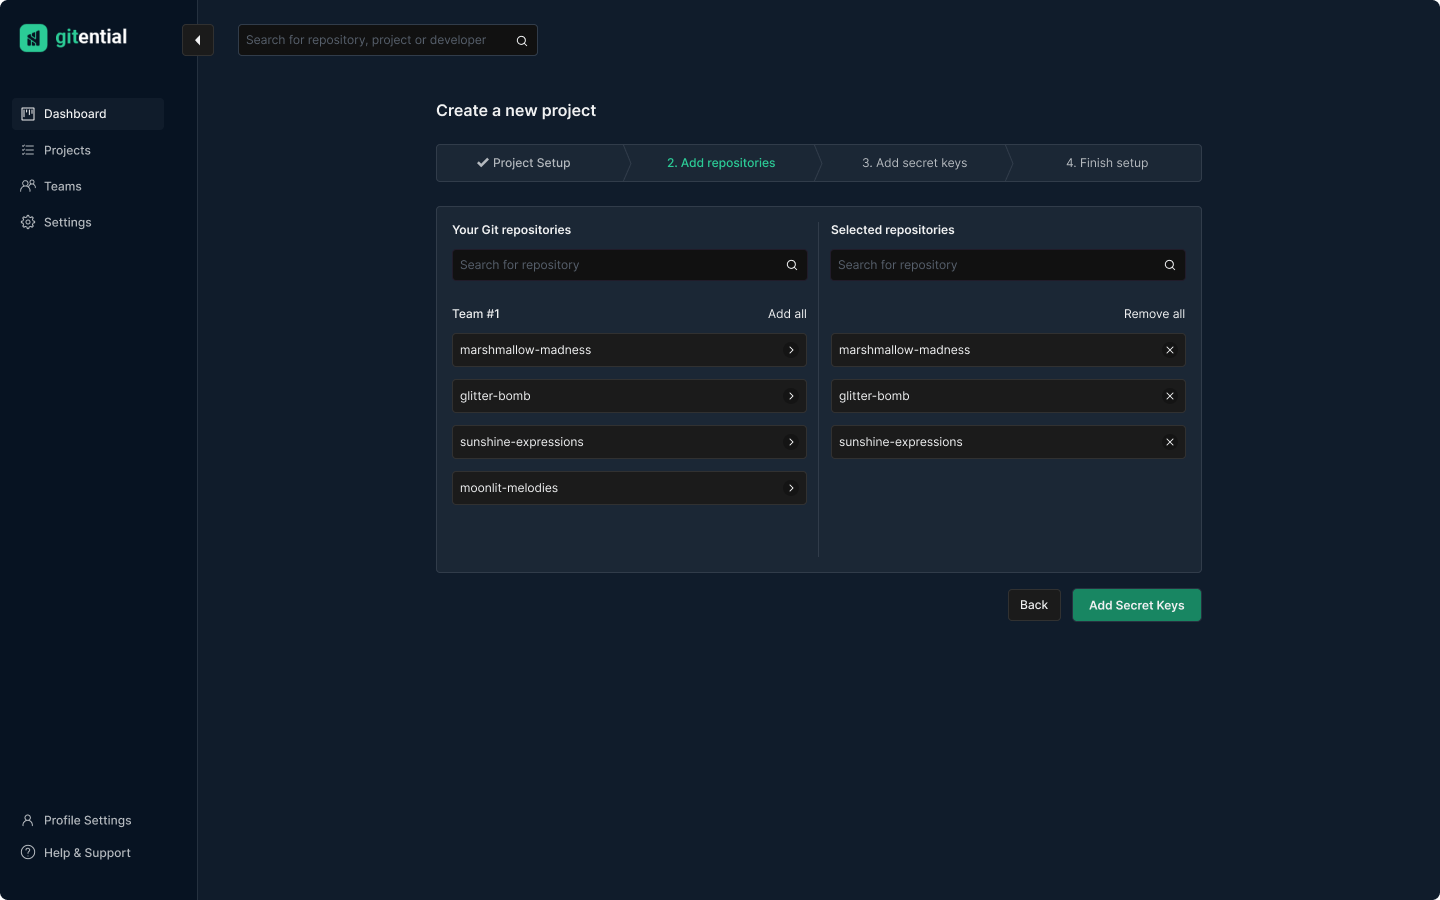 gitential
Search for repository, project or developer
Dashboard
Projects
Teams
Settings
Create a new project
Project Setup
2. Add repositories
3. Add secret keys
4. Finish setup
Your Git repositories
Search for repository
Team #1
Add all
marshmallow-madness
glitter-bomb
sunshine-expressions
moonlit-melodies
Selected repositories
Search for repository
Remove all
marshmallow-madness
glitter-bomb
sunshine-expressions
Back
Add Secret Keys
Profile Settings
Help & Support